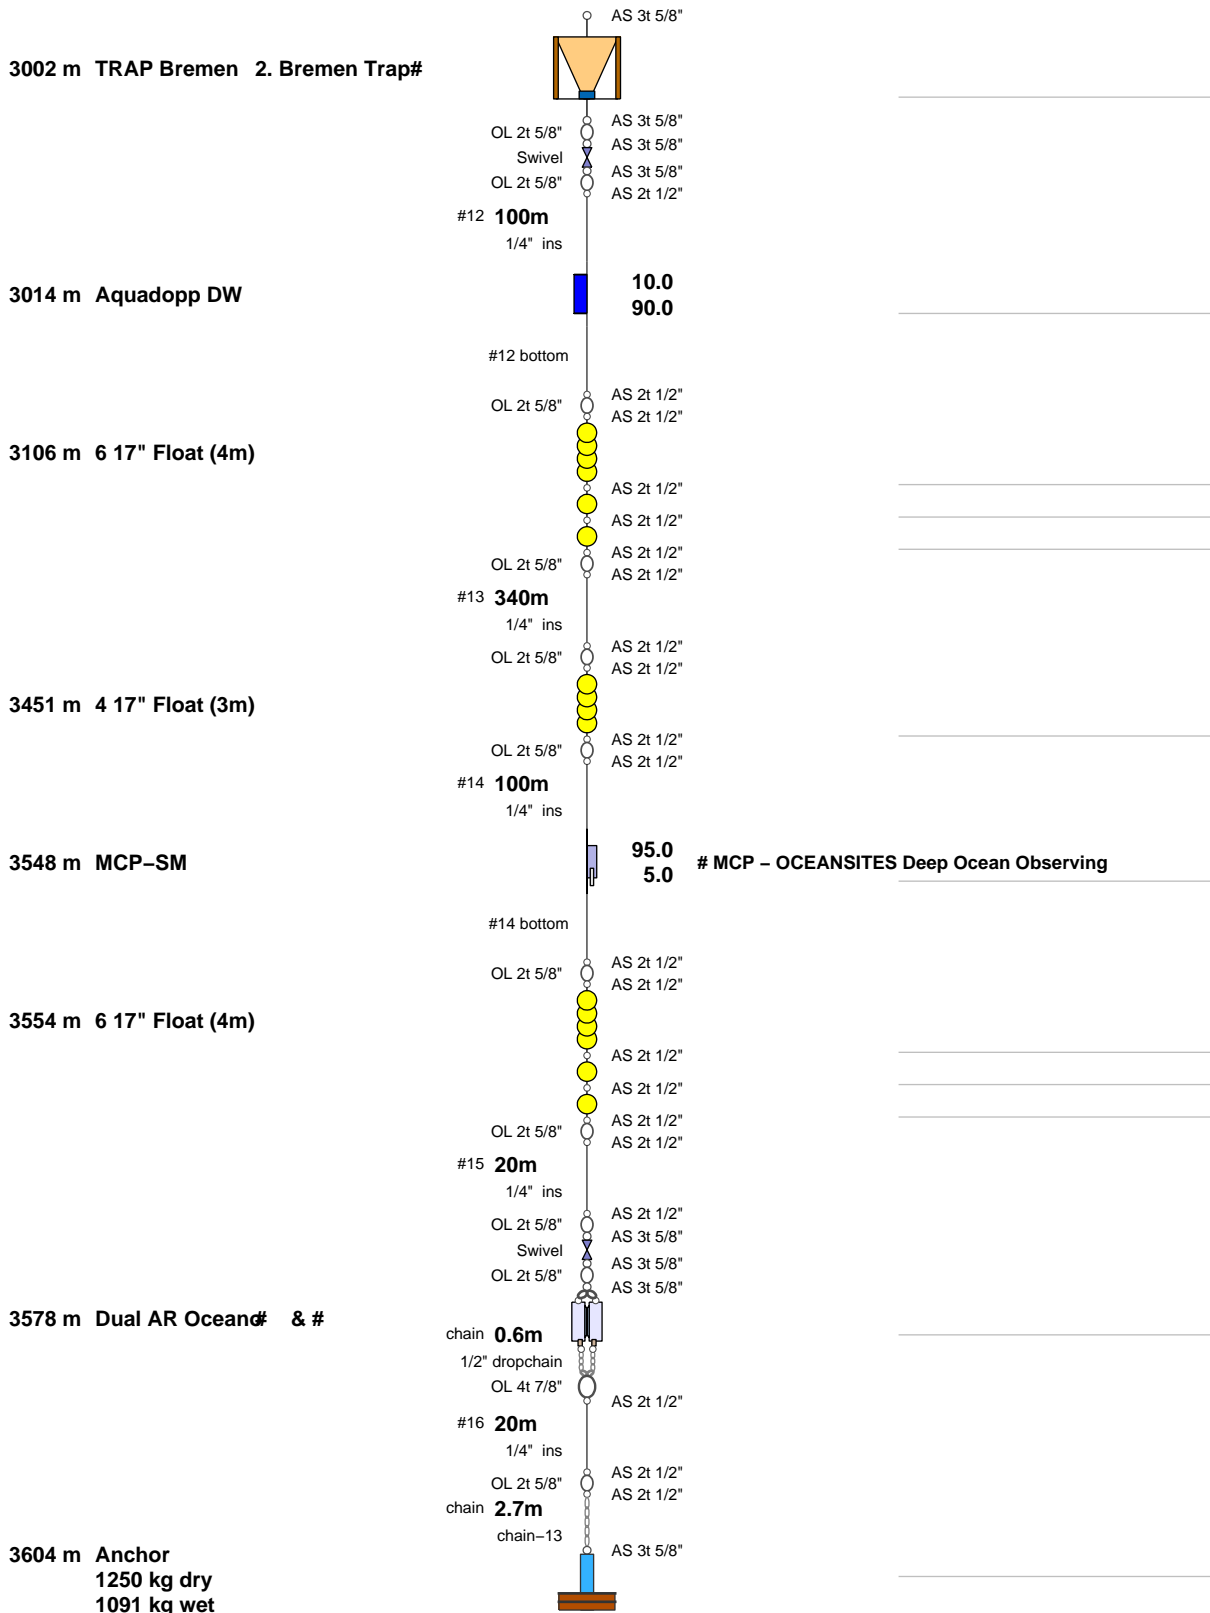 AS 3t 5/8"
3002 m TRAP Bremen 2. Bremen Trap#
AS 3t 5/8"
OL 2t 5/8"
AS 3t 5/8"
Swivel
AS 3t 5/8"
OL 2t 5/8"
AS 2t 1/2"
#12 100m
1/4" ins
10.0
3014 m Aquadopp DW
90.0
#12 bottom
AS 2t 1/2"
OL 2t 5/8"
AS 2t 1/2"
3106 m 6 17" Float (4m)
AS 2t 1/2"
AS 2t 1/2"
AS 2t 1/2"
OL 2t 5/8"
AS 2t 1/2"
#13 340m
1/4" ins
AS 2t 1/2"
OL 2t 5/8"
AS 2t 1/2"
3451 m 4 17" Float (3m)
AS 2t 1/2"
OL 2t 5/8"
AS 2t 1/2"
#14 100m
1/4" ins
95.0
3548 m MCP−SM # MCP − OCEANSITES Deep Ocean Observing
5.0
#14 bottom
AS 2t 1/2"
OL 2t 5/8"
AS 2t 1/2"
3554 m 6 17" Float (4m)
AS 2t 1/2"
AS 2t 1/2"
AS 2t 1/2"
OL 2t 5/8"
AS 2t 1/2"
#15 20m
1/4" ins
AS 2t 1/2"
OL 2t 5/8"
AS 3t 5/8"
Swivel
AS 3t 5/8"
OL 2t 5/8"
AS 3t 5/8"
3578 m Dual AR Oceano# & #
chain 0.6m
1/2" dropchain
OL 4t 7/8"
AS 2t 1/2"
#16 20m
1/4" ins
AS 2t 1/2"
OL 2t 5/8"
AS 2t 1/2"
chain 2.7m
chain−13
AS 3t 5/8"
3604 m Anchor
1250 kg dry
1091 kg wet